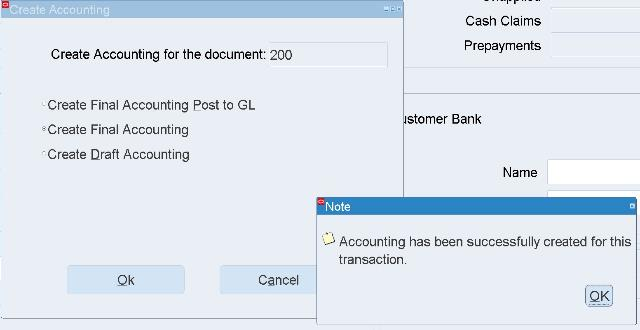 Create Accounting
Create Accounting for the document: 200
Create Final Accounting Post to GL
Create Final Accounting
Create Draft Accounting
Ok
Cancel
Cash Claims
Prepayments
ustomer Bank
Name
Note
Accounting has been successfully created for this
transaction.
OK